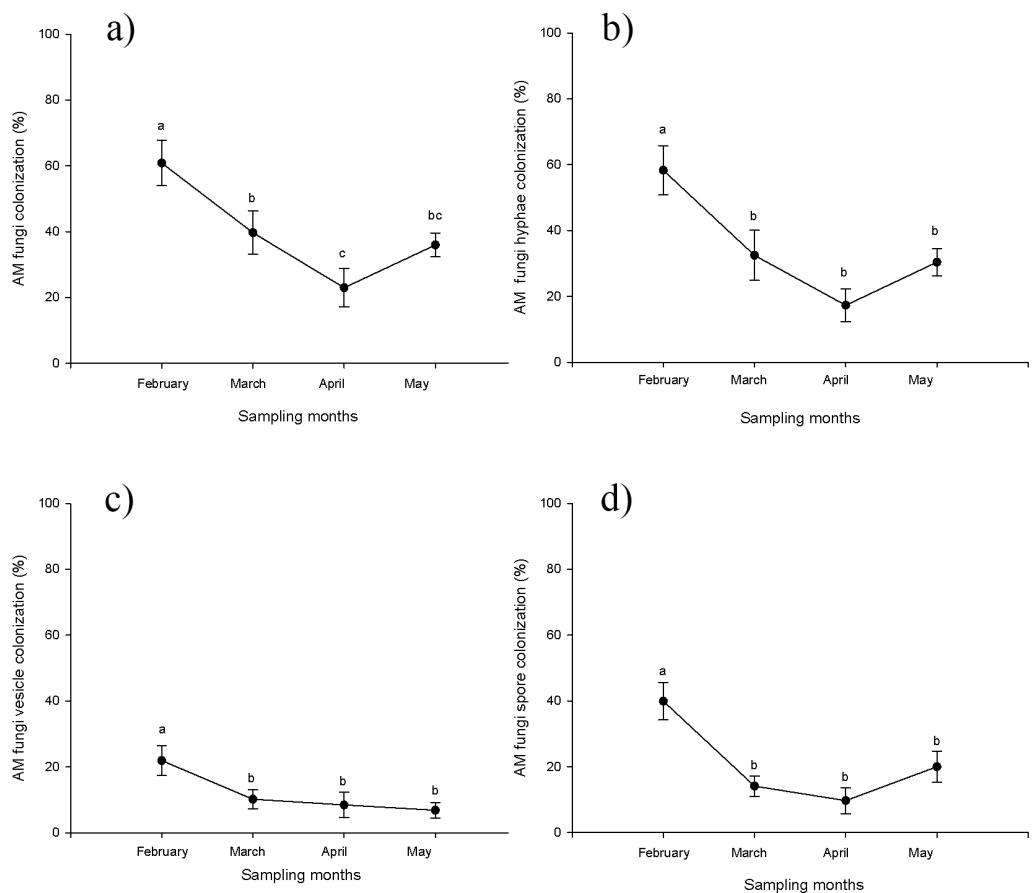 a)
AM fungi colonization (%)
100
80
60
40
20
0
a
b
c
bc
February March April May
Sampling months
b)
AM fungi hyphae colonization (%)
100
80
60
40
20
0
a
b
b
b
February March April May
Sampling months
c)
AM fungi vesicle colonization (%)
100
80
60
40
20
0
a
b
b
b
February March April May
Sampling months
d)
AM fungi spore colonization (%)
100
80
60
40
20
0
a
b
b
b
February March April May
Sampling months